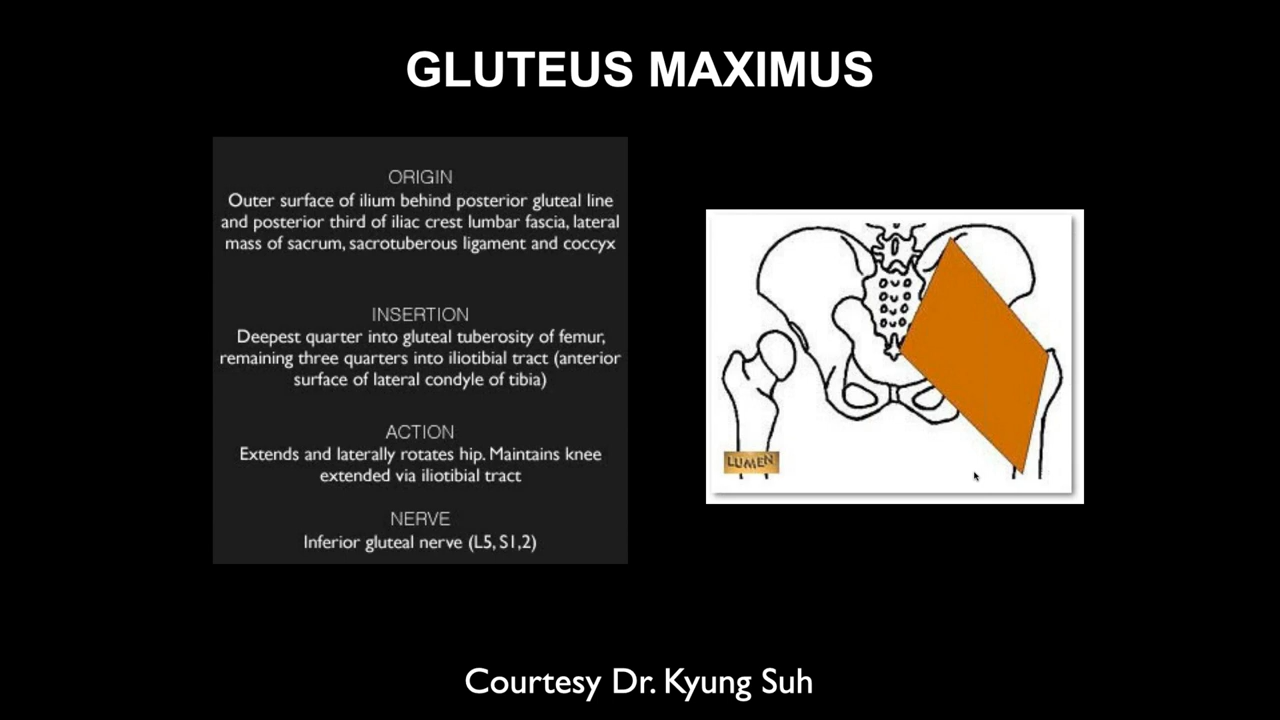 GLUTEUS MAXIMUS
ORIGIN
Outer surface of ilium behind posterior gluteal line
and posterior third of iliac crest lumbar fascia, lateral
mass of sacrum, sacrotuberous ligament and coccyx
INSERTION
Deepest quarter into gluteal tuberosity of femur,
remaining three quarters into iliotibial tract (anterior
surface of lateral condyle of tibia)
ACTION
Extends and laterally rotates hip. Maintains knee
extended via iliotibial tract
NERVE
Inferior gluteal nerve (L5, S1,2)
LUMEN
Courtesy Dr. Kyung Suh